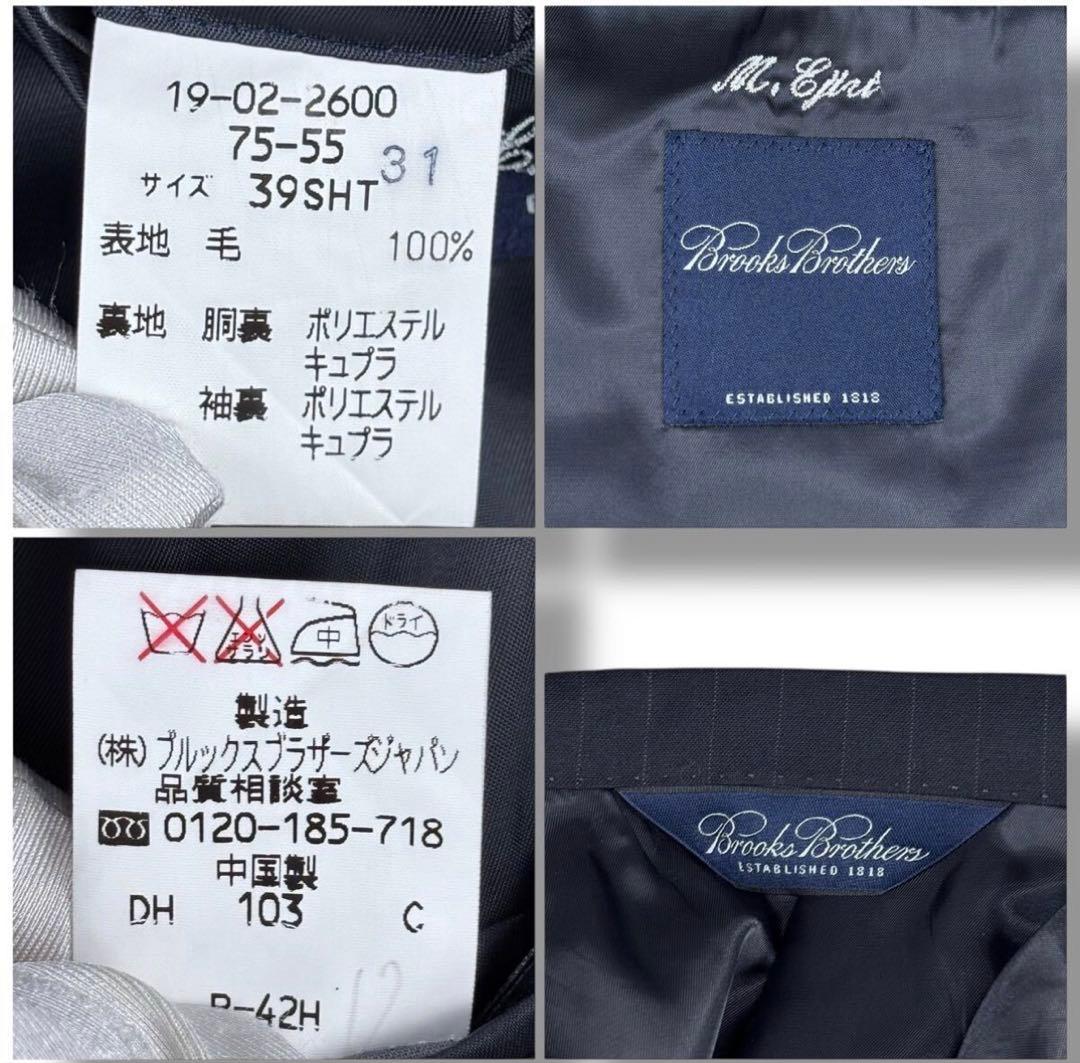 19-02-2600
75-55
31
サイズ 39SHT
表地 毛 100%
裏地 胴裏 ポリエステル
キュプラ
袖裏 ポリエステル
キュプラ
Brooks Brothers
ESTABLISHED 1818
中 ドライ
製造
(株)ブルックスブラザーズジャパン
品質相談室
0120-185-718
中国製
DH 103 C
-42H
12
Brooks Brothers
ESTABLISHED 1818